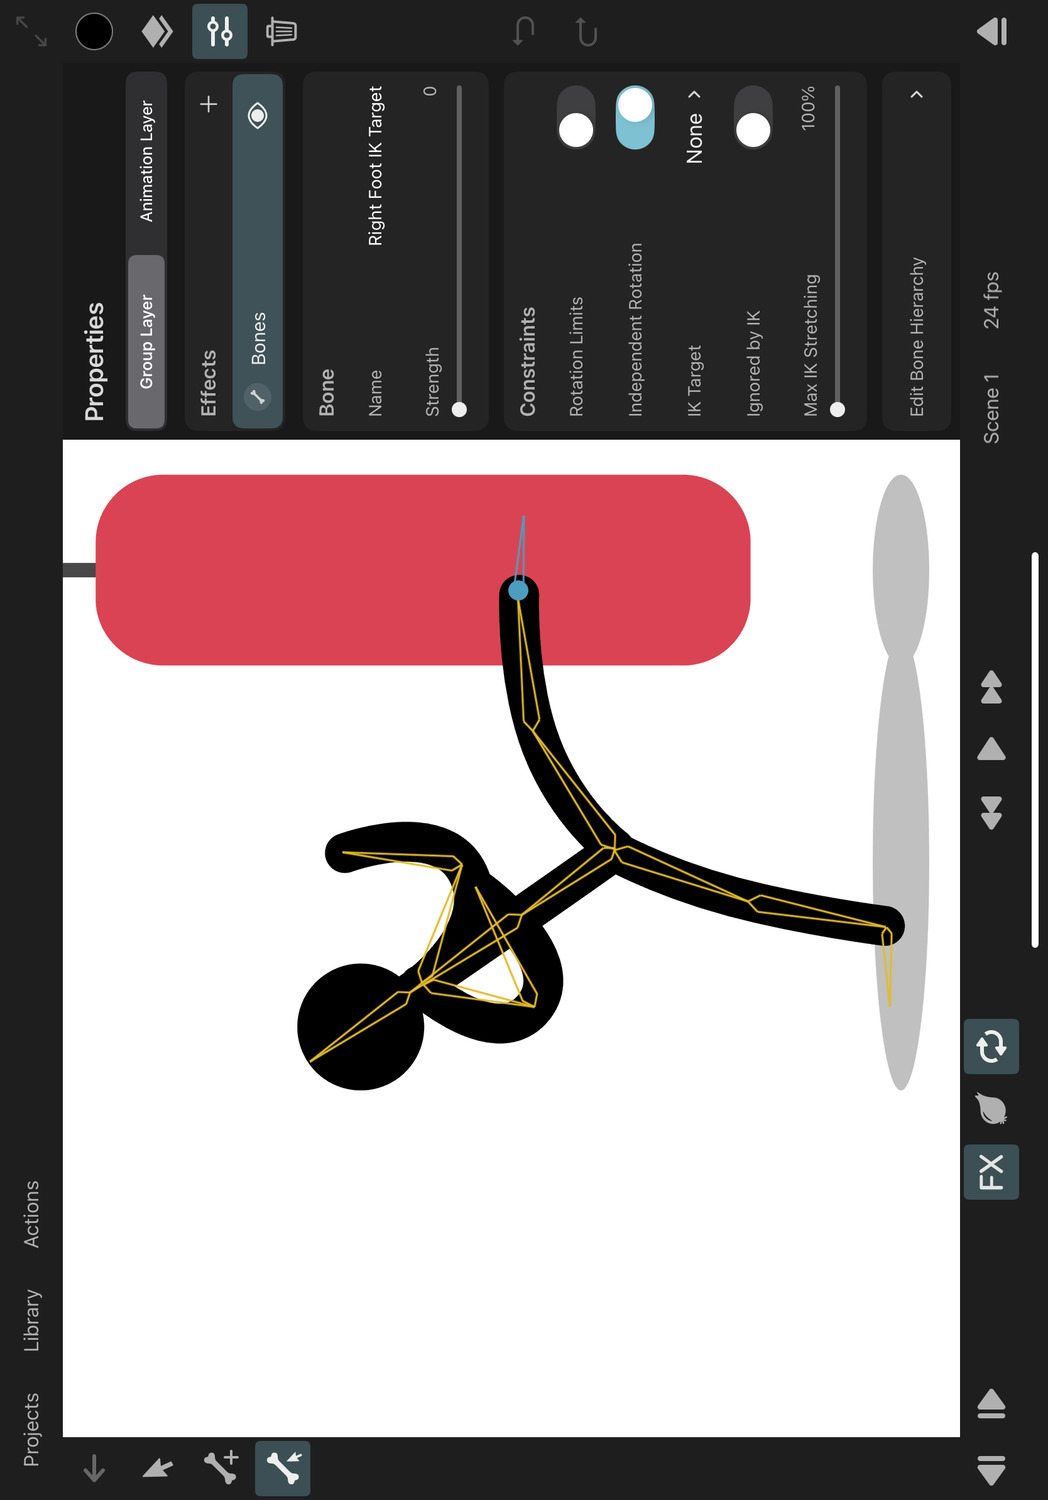 Projects
Library
Actions
Properties
Group Layer
Animation Layer
Effects
Bones
Bone
Name
Right Foot IK Target
Strength
0
Constraints
Rotation Limits
Independent Rotation
IK Target
None
Ignored by IK
Max IK Stretching
100%
Edit Bone Hierarchy
FX
Scene 1
24 fps